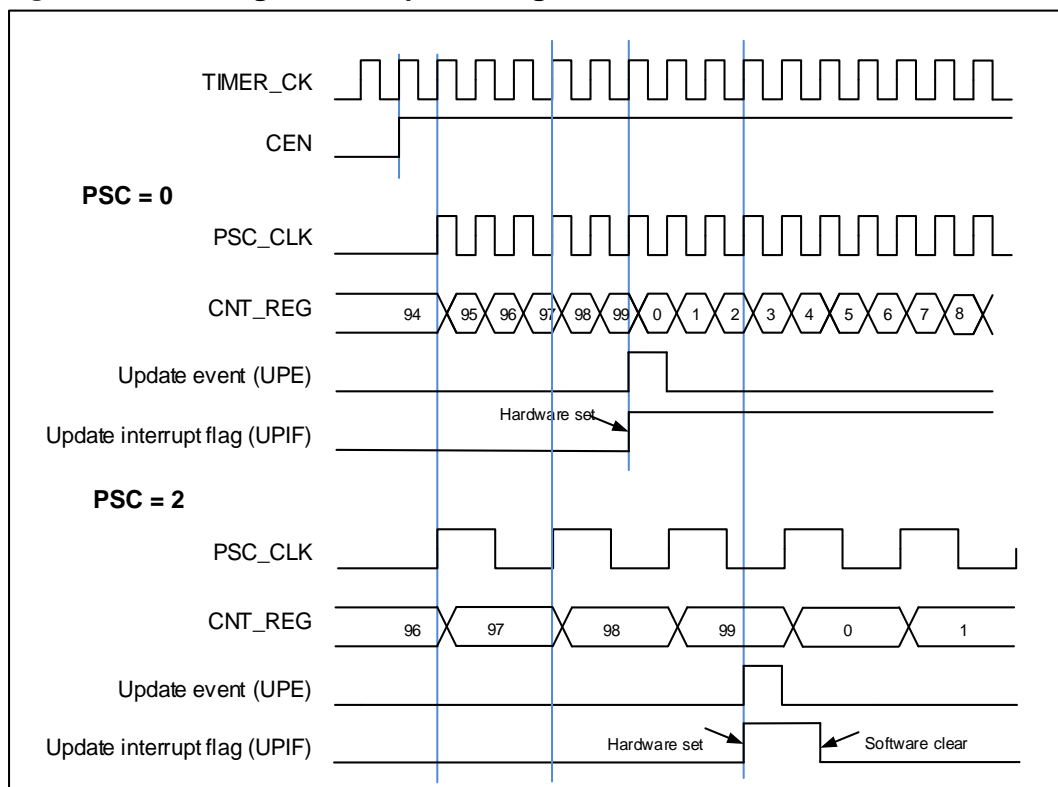 TIMER_CK
CEN
PSC = 0
PSC_CLK
CNT_REG 94 95 96 97 98 99 0 1 2 3 4 5 6 7 8
Update event (UPE)
Hardware set
Update interrupt flag (UPIF)
PSC = 2
PSC_CLK
CNT_REG 96 97 98 99 0 1
Update event (UPE)
Update interrupt flag (UPIF) Hardware set Software clear